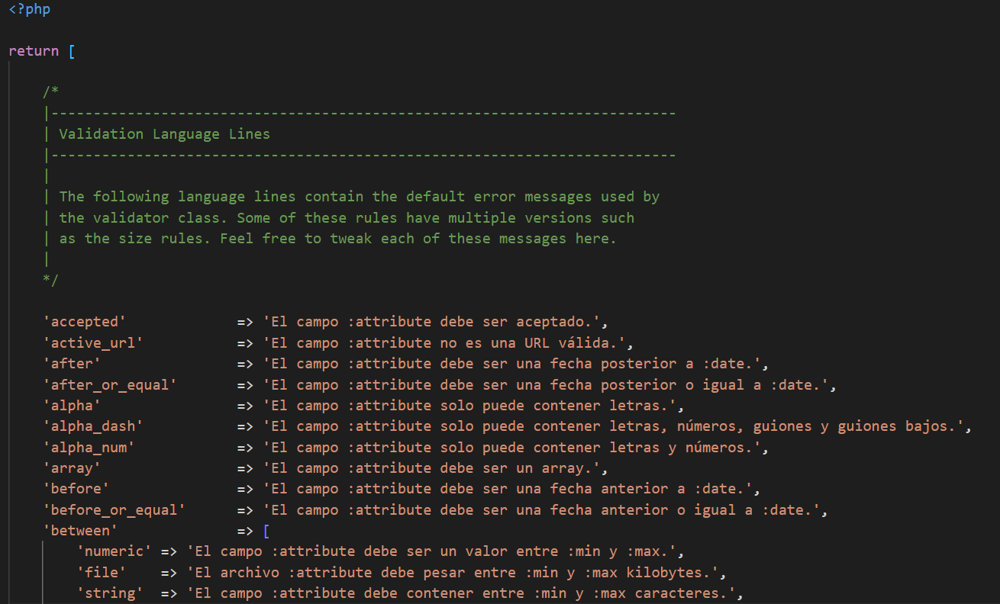 <?php
return [
/*
|--------------------------------------------------------------------------
| Validation Language Lines
|--------------------------------------------------------------------------
|
| The following language lines contain the default error messages used by
| the validator class. Some of these rules have multiple versions such
| as the size rules. Feel free to tweak each of these messages here.
|
*/
'accepted' => 'El campo :attribute debe ser aceptado.',
'active_url' => 'El campo :attribute no es una URL válida.',
'after' => 'El campo :attribute debe ser una fecha posterior a :date.',
'after_or_equal' => 'El campo :attribute debe ser una fecha posterior o igual a :date.',
'alpha' => 'El campo :attribute solo puede contener letras.',
'alpha_dash' => 'El campo :attribute solo puede contener letras, números, guiones y guiones bajos.',
'alpha_num' => 'El campo :attribute solo puede contener letras y números.',
'array' => 'El campo :attribute debe ser un array.',
'before' => 'El campo :attribute debe ser una fecha anterior a :date.',
'before_or_equal' => 'El campo :attribute debe ser una fecha anterior o igual a :date.',
'between' => [
'numeric' => 'El campo :attribute debe ser un valor entre :min y :max.',
'file' => 'El archivo :attribute debe pesar entre :min y :max kilobytes.',
'string' => 'El campo :attribute debe contener entre :min y :max caracteres.',